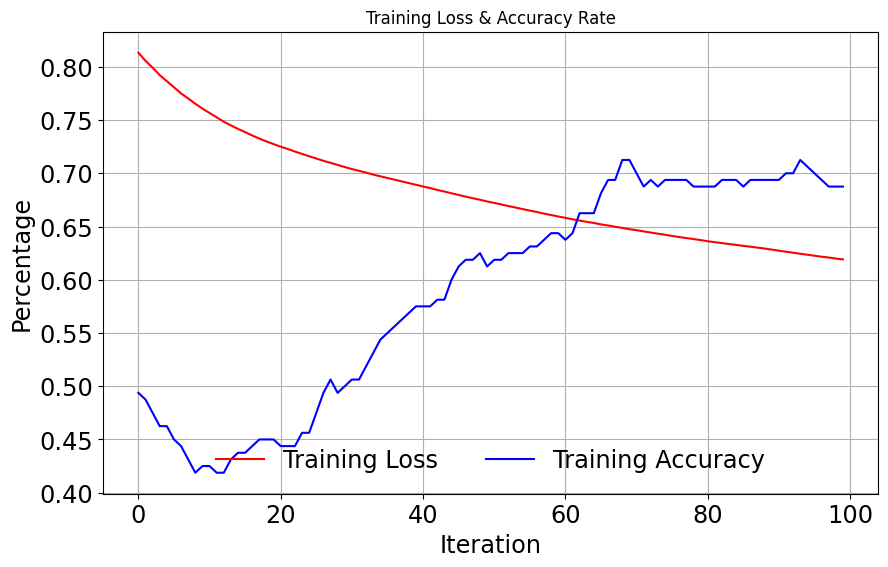 Training Loss & Accuracy Rate
0.80
0.75
0.70
0.65
0.60
0.55
0.50
0.45
0.40
Percentage
Training Loss
Training Accuracy
0 20 40 60 80 100
Iteration